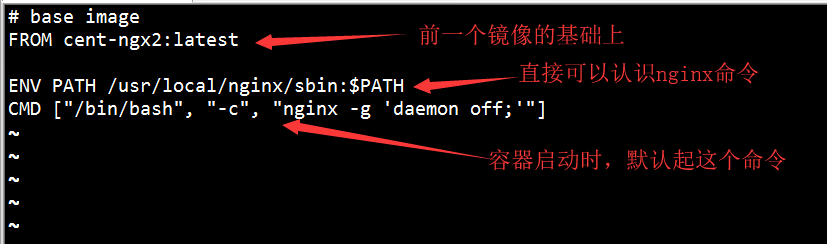 # base image
FROM cent-ngx2:latest
前一个镜像的基础上
直接可以认识nginx命令
ENV PATH /usr/local/nginx/sbin:$PATH
CMD ["/bin/bash", "-c", "nginx -g 'daemon off;'"]
~
~
容器启动时，默认起这个命令
~
~
~